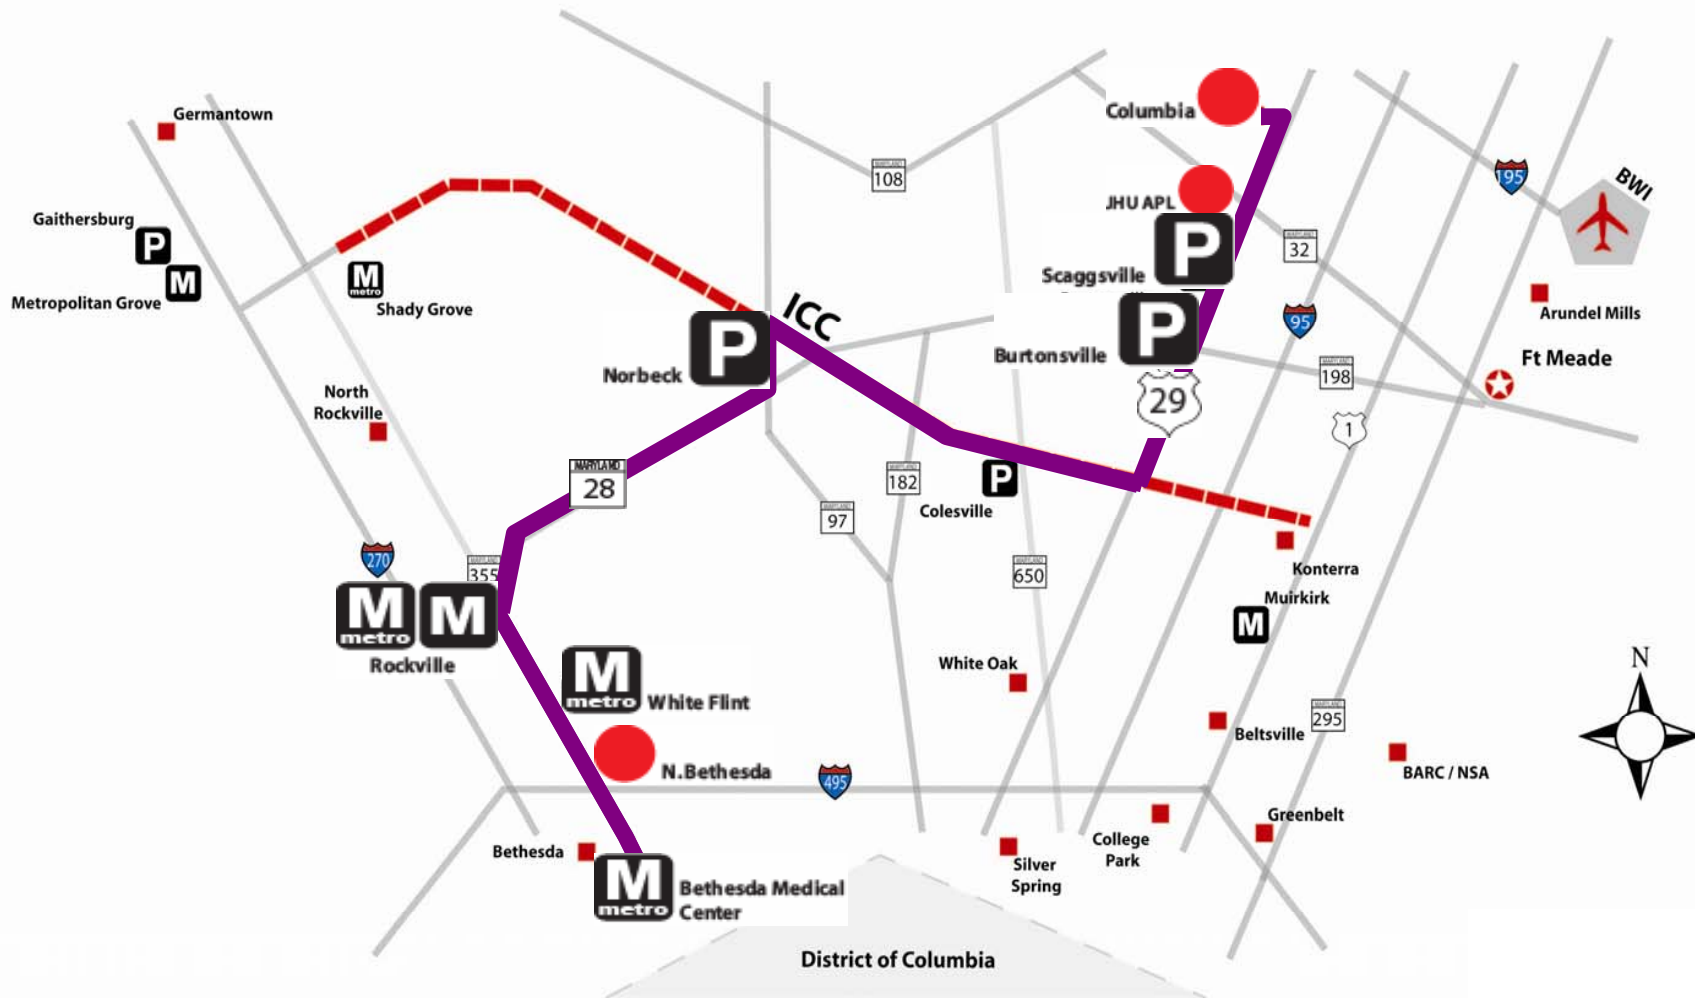 Germantown
Columbia
108
195
BWI
JHU APL
Gaithersburg
P
M
Metropolitan Grove
M
metro
Shady Grove
P
Scaggsville
MARYLAND
32
Arundel Mills
ICC
95
P
Burtonsville
Ft Meade
P
Norbeck
198
29
1
North
Rockville
MARYLAND
28
182
P
Colesville
97
270
355
650
Konterra
Muirkirk
M
M
metro
M
Rockville
White Oak
M
metro
White Flint
N
295
Beltsville
N.Bethesda
495
BARC / NSA
Greenbelt
College
Park
Bethesda
Silver
Spring
M
metro
Bethesda Medical
Center
District of Columbia